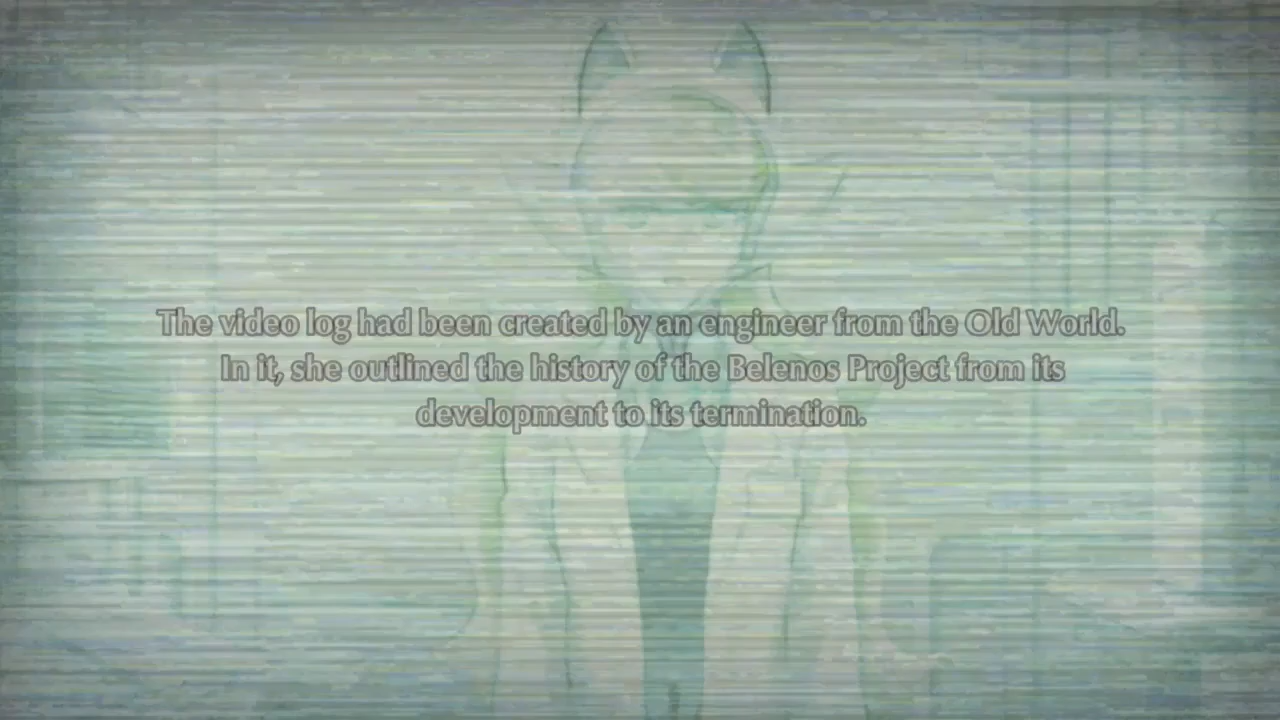 The video log had been created by an engineer from the Old World.
In it, she outlined the history of the Belenos Project from its
development to its termination.